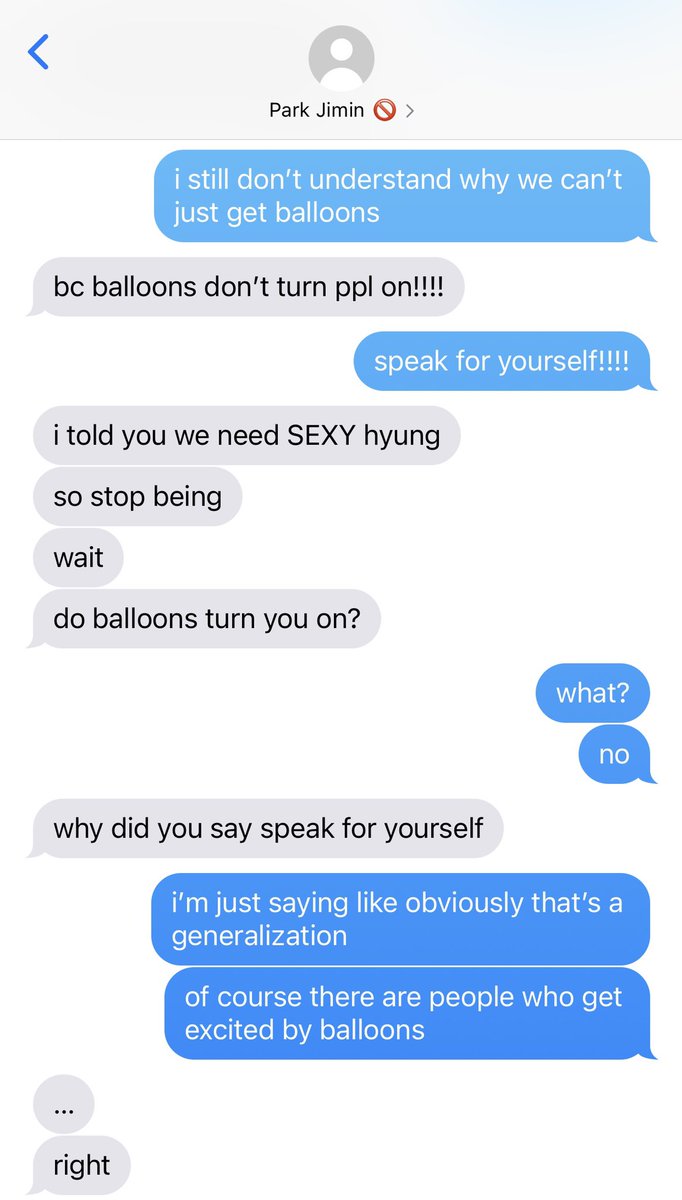 Park Jimin 🚫 >
i still don’t understand why we can’t
just get balloons
bc balloons don’t turn ppl on!!!!
speak for yourself!!!!
i told you we need SEXY hyung
so stop being
wait
do balloons turn you on?
what?
no
why did you say speak for yourself
i’m just saying like obviously that’s a
generalization
of course there are people who get
excited by balloons
...
right